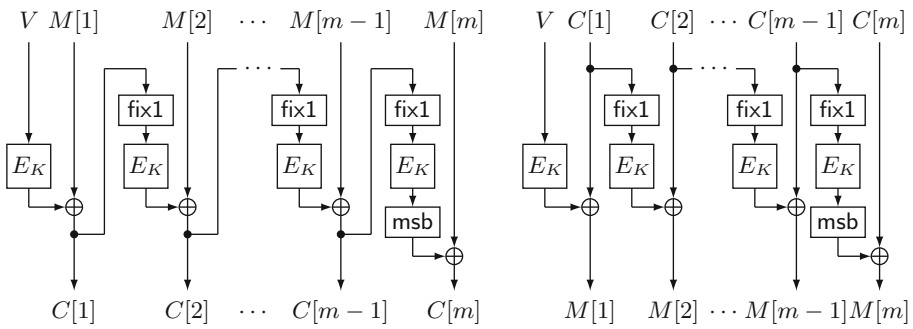 V M[1] M[2] ··· M[m − 1] M[m] V C[1] C[2] ··· C[m − 1] C[m]
··· ···
fix1 fix1 fix1 fix1 fix1 fix1
E_K E_K E_K E_K E_K E_K E_K E_K
msb msb
C[1] C[2] ··· C[m − 1] C[m] M[1] M[2] ··· M[m − 1] M[m]